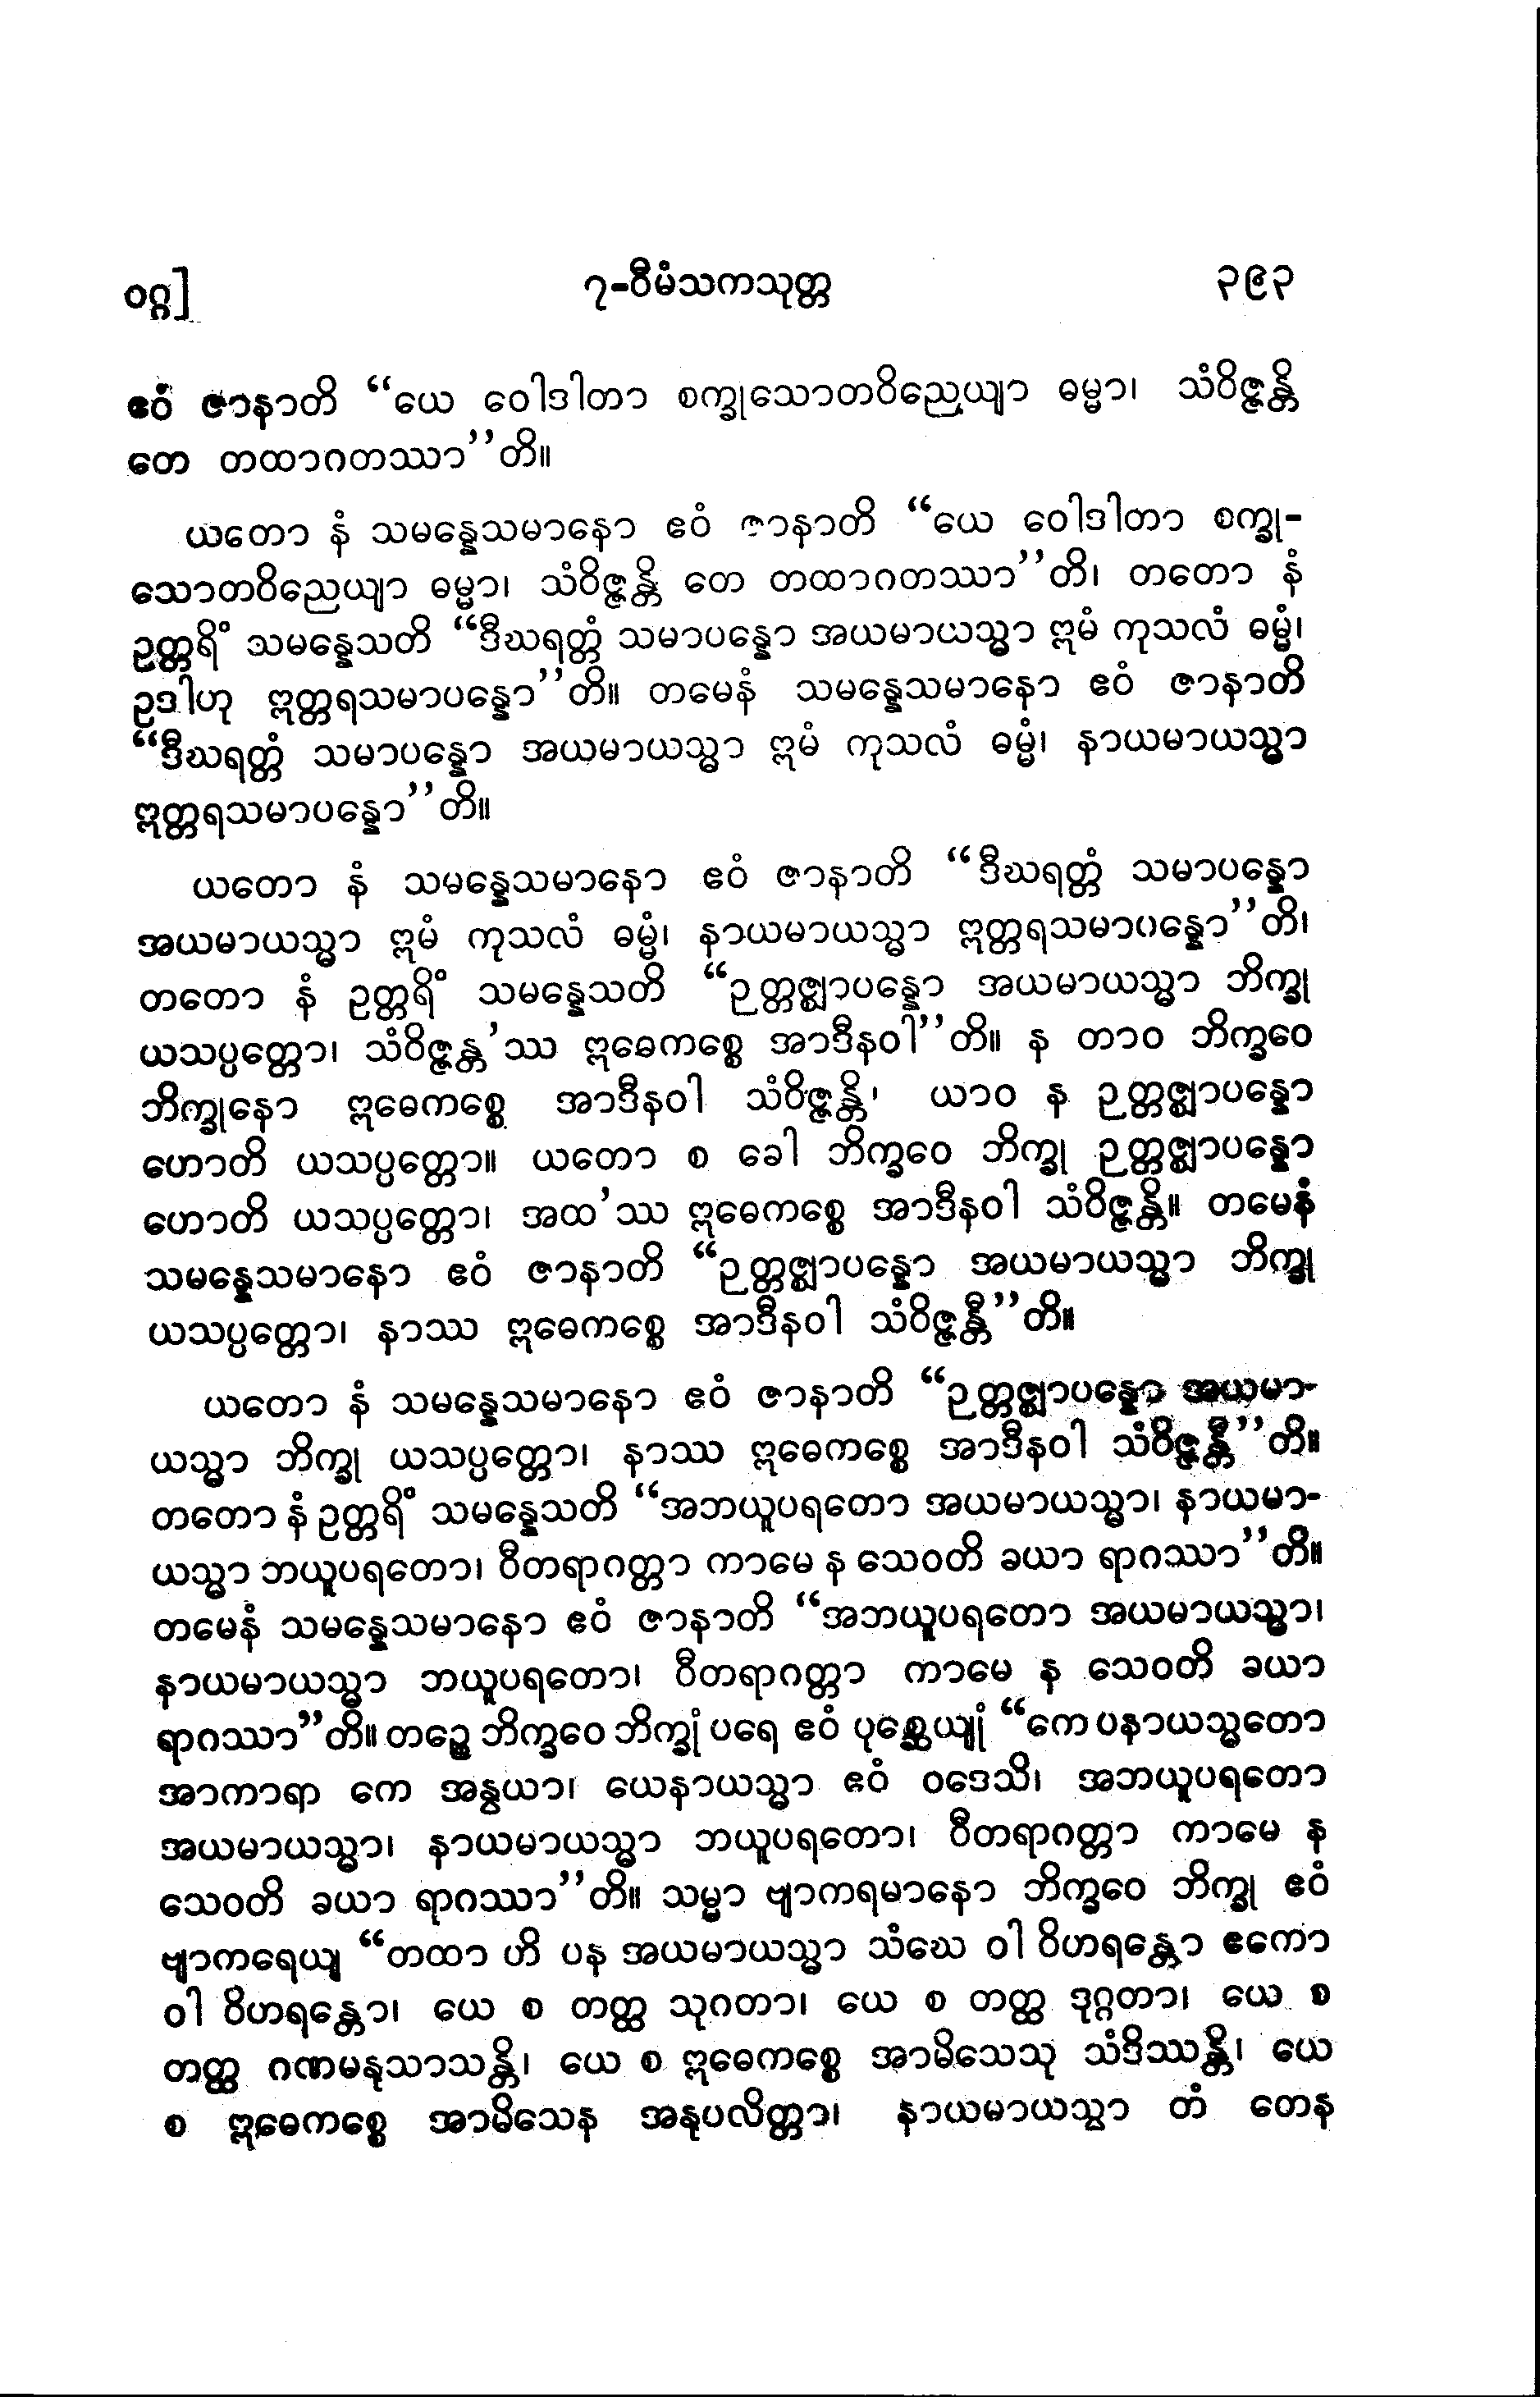 ဝဂ္ဂ]
၇-ဝီမံသကသုတ္တ
၃၉၃
ဧဝံ ဇာနာတိ “ယေ ဝေါဒါတာ စက္ခုသောတဝိညေယျာ ဓမ္မာ၊ သံဝိဇ္ဇန္တိ
တေ တထာဂတဿာ’’တိ။
ယတော နံ သမန္နေသမာနော ဧဝံ ဇာနာတိ “ယေ ဝေါဒါတာ စက္ခု-
သောတဝိညေယျာ ဓမ္မာ၊ သံဝိဇ္ဇန္တိ တေ တထာဂတဿာ’’တိ၊ တတော နံ
ဥတ္တရိံ သမန္နေသတိ “ဒီဃရတ္တံ သမာပန္နော အယမာယသ္မာ ဣမံ ကုသလံ ဓမ္မံ၊
ဥဒါဟု ဣတ္တရသမာပန္နော’’တိ။ တမေနံ သမန္နေသမာနော ဧဝံ ဇာနာတိ
“ဒီဃရတ္တံ သမာပန္နော အယမာယသ္မာ ဣမံ ကုသလံ ဓမ္မံ၊ နာယမာယသ္မာ
ဣတ္တရသမာပန္နော’’တိ။
ယတော နံ သမန္နေသမာနော ဧဝံ ဇာနာတိ “ဒီဃရတ္တံ သမာပန္နော
အယမာယသ္မာ ဣမံ ကုသလံ ဓမ္မံ၊ နာယမာယသ္မာ ဣတ္တရသမာပန္နော’’တိ၊
တတော နံ ဥတ္တရိံ သမန္နေသတိ “ဉတ္တဇ္ဈာပန္နော အယမာယသ္မာ ဘိက္ခု
ယသပ္ပတ္တော၊ သံဝိဇ္ဇန္တ’ဿ ဣဓေကစ္စေ အာဒီနဝါ’’တိ။ န တာဝ ဘိက္ခဝေ
ဘိက္ခုနော ဣဓေကစ္စေ အာဒီနဝါ သံဝိဇ္ဇန္တိ၊ ယာဝ န ဉတ္တဇ္ဈာပန္နော
ဟောတိ ယသပ္ပတ္တော။ ယတော စ ခေါ ဘိက္ခဝေ ဘိက္ခု ဉတ္တဇ္ဈာပန္နော
ဟောတိ ယသပ္ပတ္တော၊ အထ’ဿ ဣဓေကစ္စေ အာဒီနဝါ သံဝိဇ္ဇန္တိ။ တမေနံ
သမန္နေသမာနော ဧဝံ ဇာနာတိ “ဉတ္တဇ္ဈာပန္နော အယမာယသ္မာ ဘိက္ခု
ယသပ္ပတ္တော၊ နာဿ ဣဓေကစ္စေ အာဒီနဝါ သံဝိဇ္ဇန္တီ’’တိ။
ယတော နံ သမန္နေသမာနော ဧဝံ ဇာနာတိ “ဉတ္တဇ္ဈာပန္နော အယမာ-
ယသ္မာ ဘိက္ခု ယသပ္ပတ္တော၊ နာဿ ဣဓေကစ္စေ အာဒီနဝါ သံဝိဇ္ဇန္တီ’’တိ။
တတော နံ ဥတ္တရိံ သမန္နေသတိ “အဘယူပရတော အယမာယသ္မာ၊ နာယမာ-
ယသ္မာ ဘယူပရတော၊ ဝီတရာဂတ္တာ ကာမေ န သေဝတိ ခယာ ရာဂဿာ’’တိ။
တမေနံ သမန္နေသမာနော ဧဝံ ဇာနာတိ “အဘယူပရတော အယမာယသ္မာ၊
နာယမာယသ္မာ ဘယူပရတော၊ ဝီတရာဂတ္တာ ကာမေ န သေဝတိ ခယာ
ရာဂဿာ’’တိ။ တဉ္စေ ဘိက္ခဝေ ဘိက္ခုံ ပရေ ဧဝံ ပုစ္ဆေယျုံ “ကေ ပနာယသ္မတော
အာကာရာ ကေ အန္ဝယာ၊ ယေနာယသ္မာ ဧဝံ ဝဒေသိ၊ အဘယူပရတော
အယမာယသ္မာ၊ နာယမာယသ္မာ ဘယူပရတော၊ ဝီတရာဂတ္တာ ကာမေ န
သေဝတိ ခယာ ရာဂဿာ’’တိ။ သမ္မာ ဗျာကရမာနော ဘိက္ခဝေ ဘိက္ခု ဧဝံ
ဗျာကရေယျ “တထာ ဟိ ပန အယမာယသ္မာ သံဃေ ဝါ ဝိဟရန္တော ဧကော
ဝါ ဝိဟရန္တော၊ ယေ စ တတ္ထ သုဂတာ၊ ယေ စ တတ္ထ ဒုဂ္ဂတာ၊ ယေ စ
တတ္ထ ဂဏမနုသာသန္တိ၊ ယေ စ ဣဓေကစ္စေ အာမိသေသု သံဒိဿန္တိ၊ ယေ
စ ဣဓေကစ္စေ အာမိသေန အနုပလိတ္တာ၊ နာယမာယသ္မာ တံ တေန